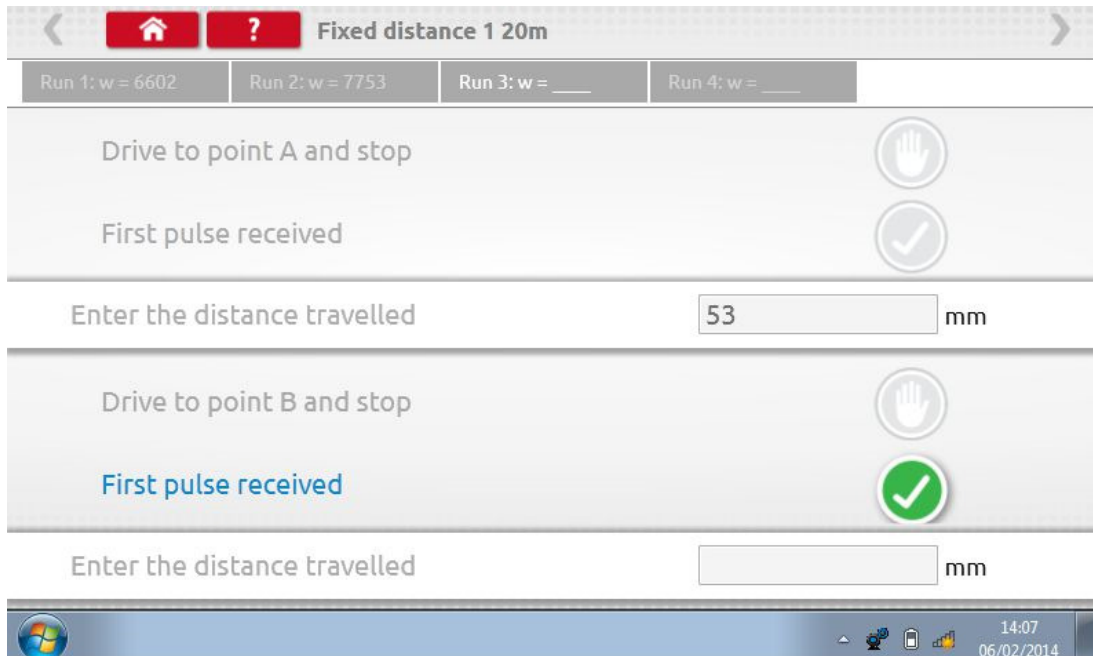 ? Fixed distance 1 20m
Run 1: w = 6602 Run 2: w = 7753 Run 3: w = ____ Run 4: w = ____
Drive to point A and stop
First pulse received
Enter the distance travelled 53 mm
Drive to point B and stop
First pulse received
Enter the distance travelled mm
14:07
06/02/2014